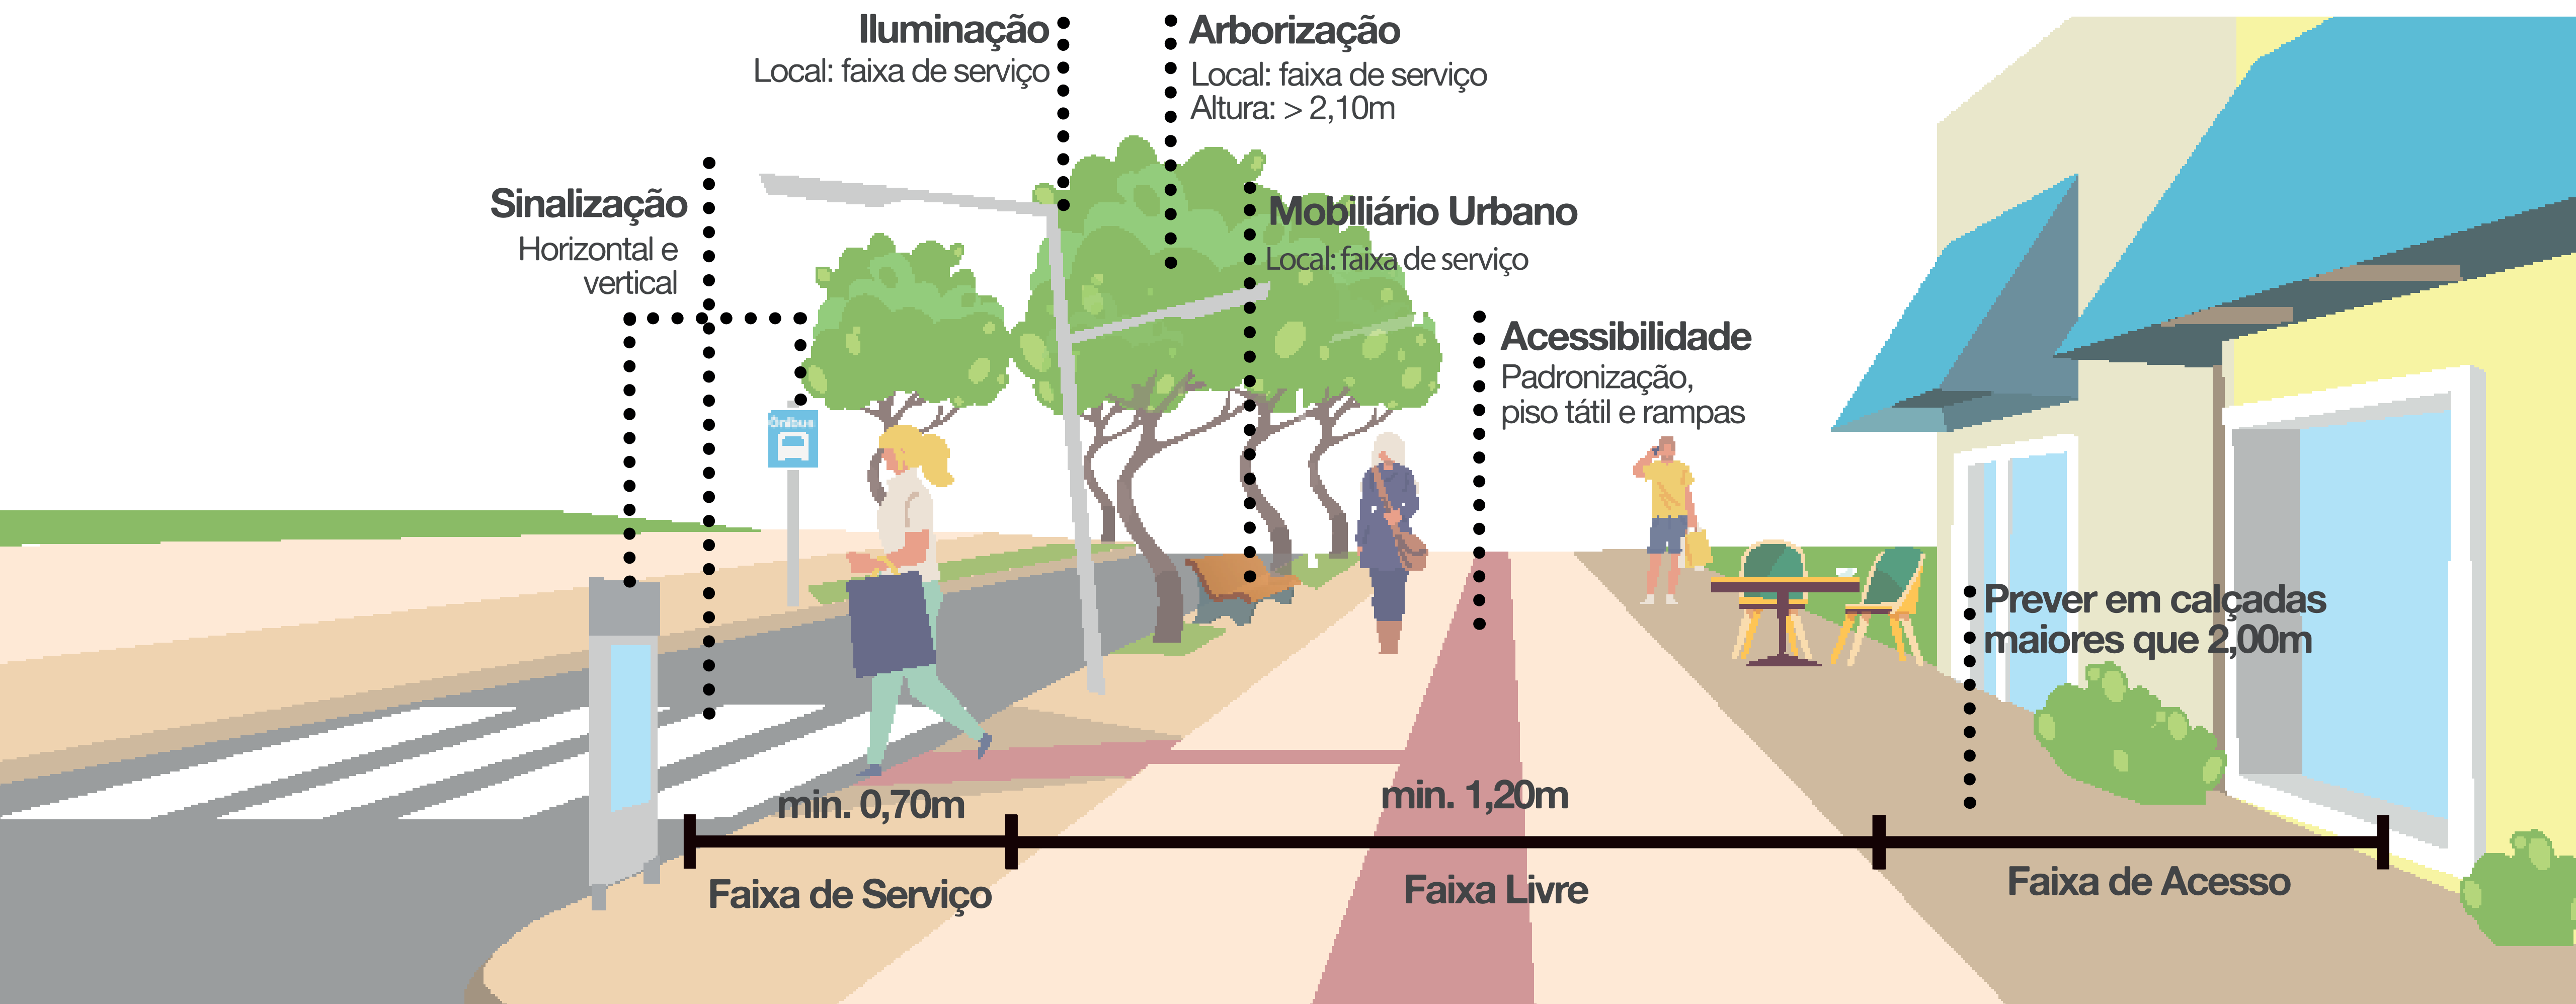 Iluminação
Local: faixa de serviço
Arborização
Local: faixa de serviço
Altura: > 2,10m
Sinalização
Horizontal e
vertical
Mobiliário Urbano
Local: faixa de serviço
Acessibilidade
Padronização,
piso tátil e rampas
Ônibus
Prever em calçadas
maiores que 2,00m
min. 0,70m
min. 1,20m
Faixa de Serviço
Faixa Livre
Faixa de Acesso